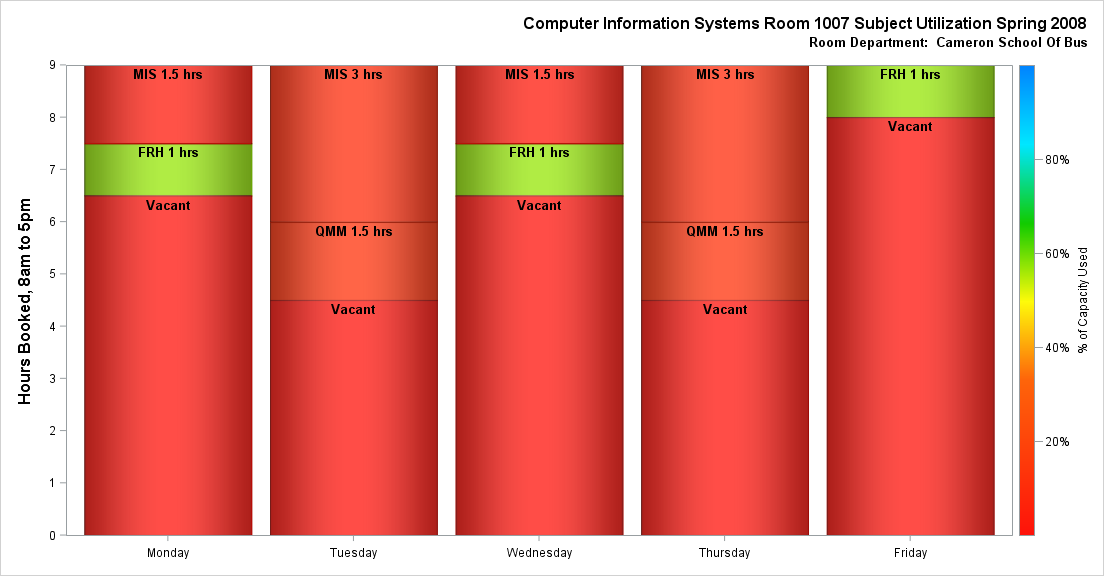 Computer Information Systems Room 1007 Subject Utilization Spring 2008
Room Department:  Cameron School Of Bus
Hours Booked, 8am to 5pm
9
8
7
6
5
4
3
2
1
0
MIS 1.5 hrs
FRH 1 hrs
Vacant
MIS 3 hrs
QMM 1.5 hrs
Vacant
MIS 1.5 hrs
FRH 1 hrs
Vacant
MIS 3 hrs
QMM 1.5 hrs
Vacant
FRH 1 hrs
Vacant
Monday
Tuesday
Wednesday
Thursday
Friday
80%
60%
40%
20%
% of Capacity Used